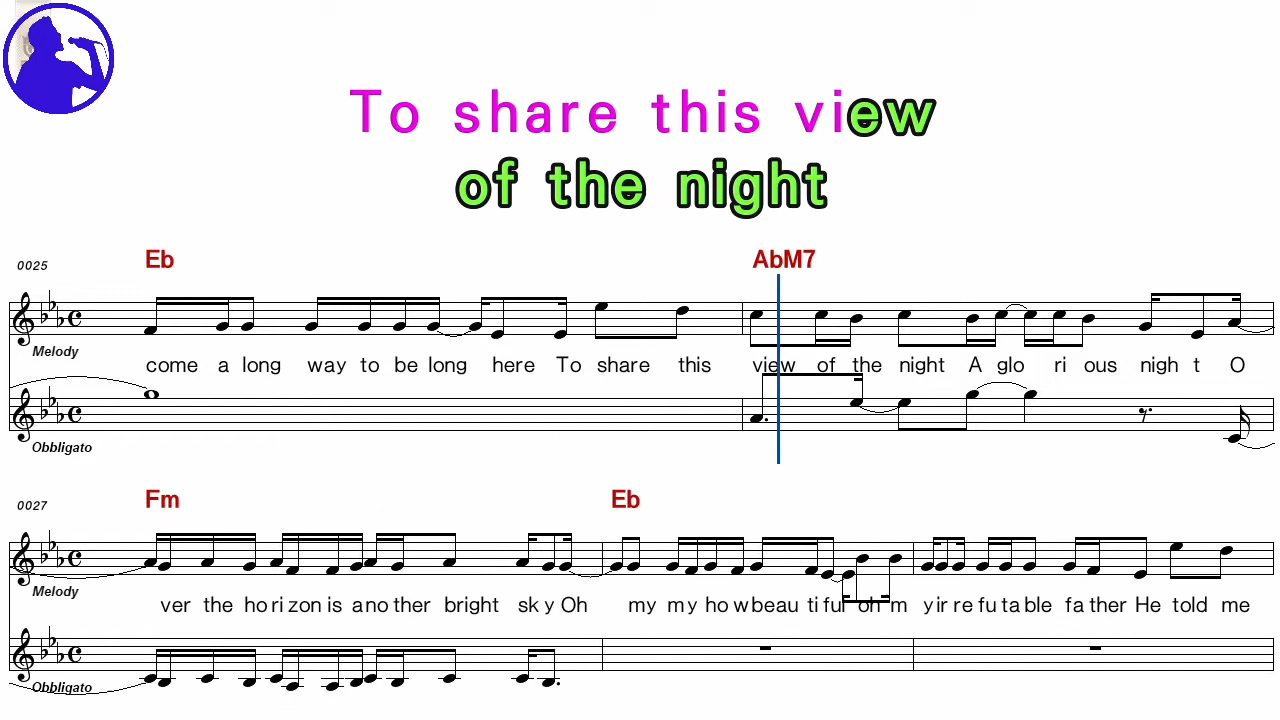 To share this view
of the night
Eb AbM7
0025
Melody
come a long way to be long here To share this view of the night A glo ri ous nigh t O
Obbligato
Fm Eb
0027
Melody
ver the ho ri zon is a no ther bright sk y Oh my m y ho w beau ti ful oh m y ir re fu ta ble fa ther He told me
Obbligato